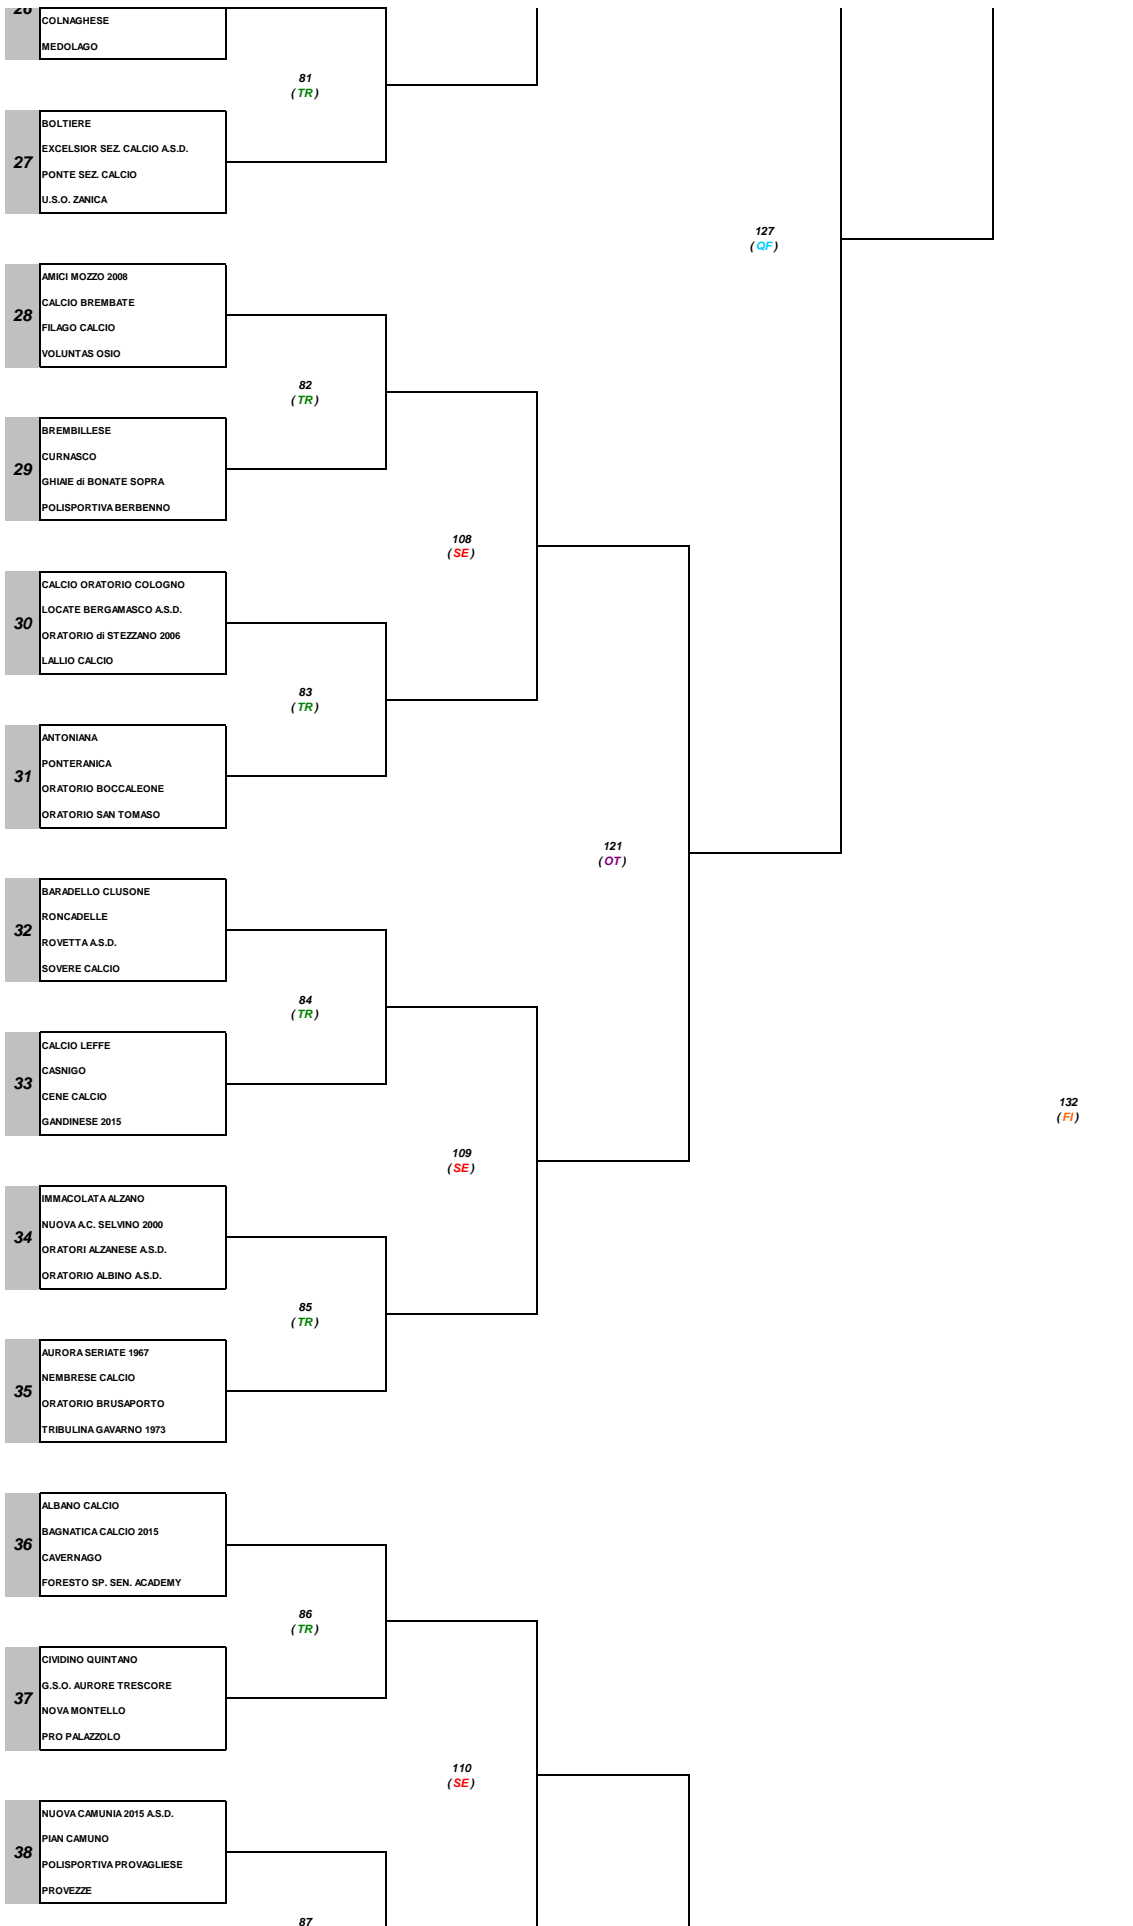 26
COLNAGHESE
MEDOLAGO
81
(TR)
27
BOLTIERE
EXCELSIOR SEZ. CALCIO A.S.D.
PONTE SEZ. CALCIO
U.S.O. ZANICA
127
(QF)
28
AMICI MOZZO 2008
CALCIO BREMBATE
FILAGO CALCIO
VOLUNTAS OSIO
82
(TR)
29
BREMBILLESE
CURNASCO
GHIAIE di BONATE SOPRA
POLISPORTIVA BERBENNO
108
(SE)
30
CALCIO ORATORIO COLOGNO
LOCATE BERGAMASCO A.S.D.
ORATORIO di STEZZANO 2006
LALLIO CALCIO
83
(TR)
31
ANTONIANA
PONTERANICA
ORATORIO BOCCALEONE
ORATORIO SAN TOMASO
121
(OT)
32
BARADELLO CLUSONE
RONCADELLE
ROVETTA A.S.D.
SOVERE CALCIO
84
(TR)
33
CALCIO LEFFE
CASNIGO
CENE CALCIO
GANDINESE 2015
132
(FI)
109
(SE)
34
IMMACOLATA ALZANO
NUOVA A.C. SELVINO 2000
ORATORI ALZANESE A.S.D.
ORATORIO ALBINO A.S.D.
85
(TR)
35
AURORA SERIATE 1967
NEMBRESE CALCIO
ORATORIO BRUSAPORTO
TRIBULINA GAVARNO 1973
36
ALBANO CALCIO
BAGNATICA CALCIO 2015
CAVERNAGO
FORESTO SP. SEN. ACADEMY
86
(TR)
37
CIVIDINO QUINTANO
G.S.O. AURORE TRESCORE
NOVA MONTELLO
PRO PALAZZOLO
110
(SE)
38
NUOVA CAMUNIA 2015 A.S.D.
PIAN CAMUNO
POLISPORTIVA PROVAGLIESE
PROVEZZE
87